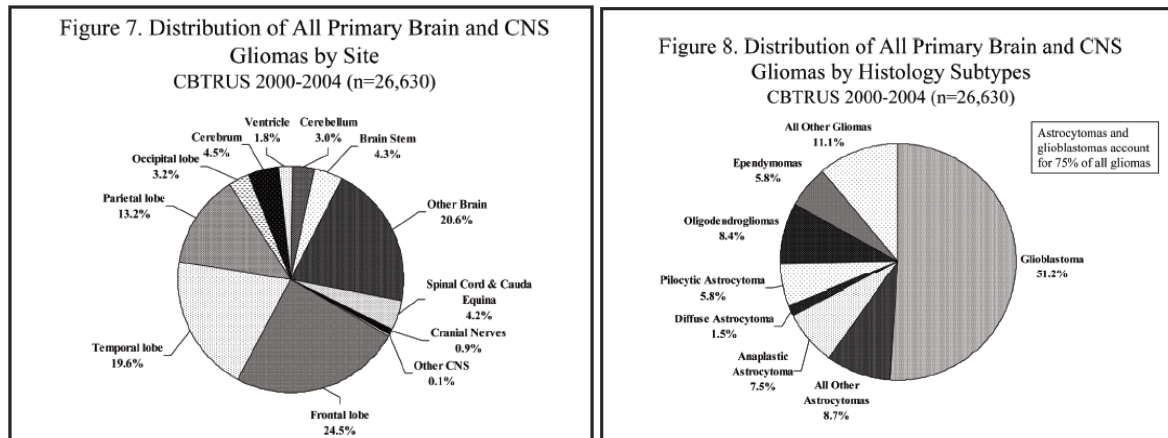 Figure 7. Distribution of All Primary Brain and CNS
Gliomas by Site
CBTRUS 2000-2004 (n=26,630)
Ventricle
1.8%
Cerebellum
3.0%
Brain Stem
4.3%
Other Brain
20.6%
Spinal Cord & Cauda
Equina
4.2%
Cranial Nerves
0.9%
Other CNS
0.1%
Frontal lobe
24.5%
Temporal lobe
19.6%
Parietal lobe
13.2%
Occipital lobe
3.2%
Cerebrum
4.5%
Figure 8. Distribution of All Primary Brain and CNS
Gliomas by Histology Subtypes
CBTRUS 2000-2004 (n=26,630)
Astrocytomas and
glioblastomas account
for 75% of all gliomas
All Other Gliomas
11.1%
Ependymomas
5.8%
Oligodendrogliomas
8.4%
Pilocytic Astrocytoma
5.8%
Diffuse Astrocytoma
1.5%
Anaplastic
Astrocytoma
7.5%
All Other
Astrocytomas
8.7%
Glioblastoma
51.2%